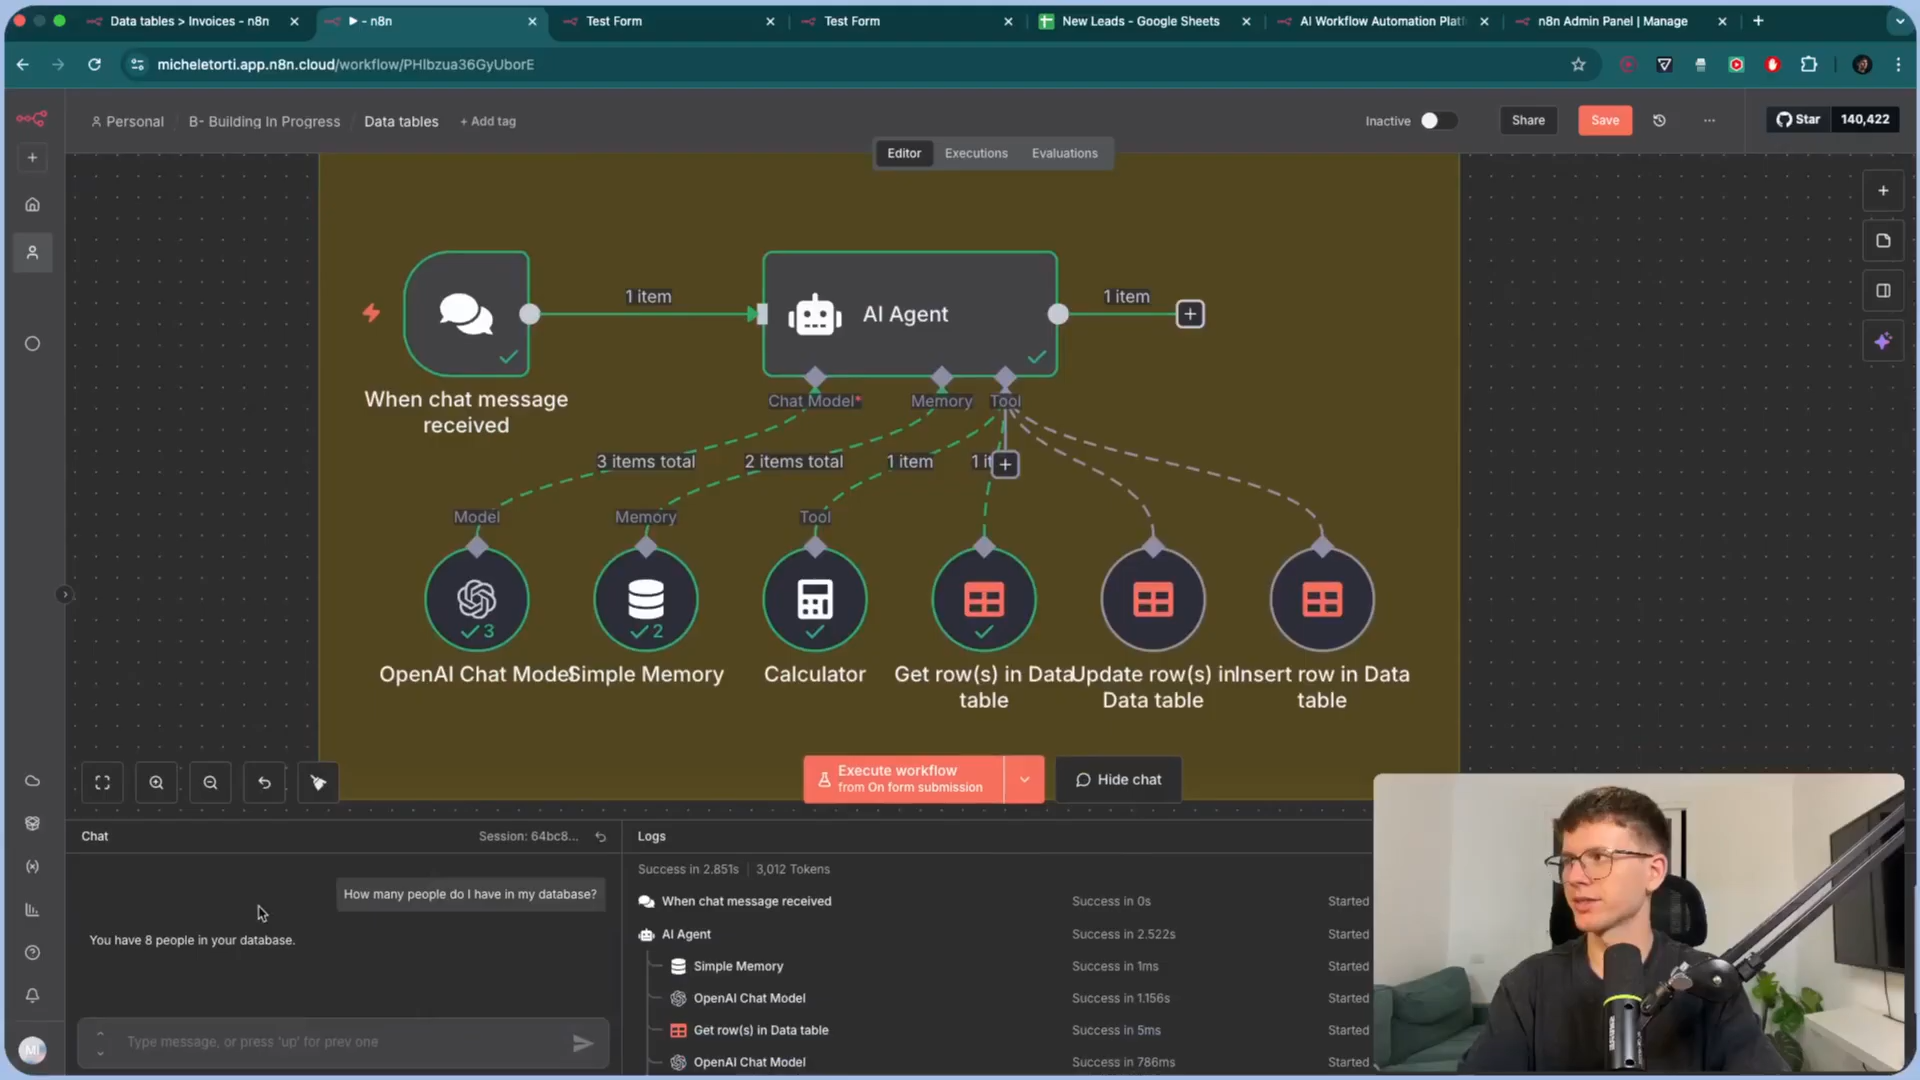 Data tables > Invoices - n8n
▶ - n8n
Test Form
Test Form
New Leads - Google Sheets
AI Workflow Automation Platf
n8n Admin Panel | Manage
micheletorti.app.n8n.cloud/workflow/PHIbzua36GyUborE
Personal / B- Building In Progress / Data tables + Add tag
Inactive
Share
Save
Star 140,422
Editor
Executions
Evaluations
1 item
AI Agent
1 item
When chat message
received
Chat Model*
Memory
Tool
3 items total
2 items total
1 item
1 it
Model
Memory
Tool
3
2
OpenAI Chat Model
Simple Memory
Calculator
Get row(s) in Data
table
Update row(s) in
Data table
Insert row in Data
table
Execute workflow
from On form submission
Hide chat
Chat
Session: 64bc8...
Logs
Success in 2.851s | 3,012 Tokens
How many people do I have in my database?
You have 8 people in your database.
When chat message received Success in 0s Started
AI Agent Success in 2.522s Started
Simple Memory Success in 1ms Started
OpenAI Chat Model Success in 1.156s Started
Get row(s) in Data table Success in 5ms Started
OpenAI Chat Model Success in 786ms Started
Type message, or press 'up' for prev one
MI